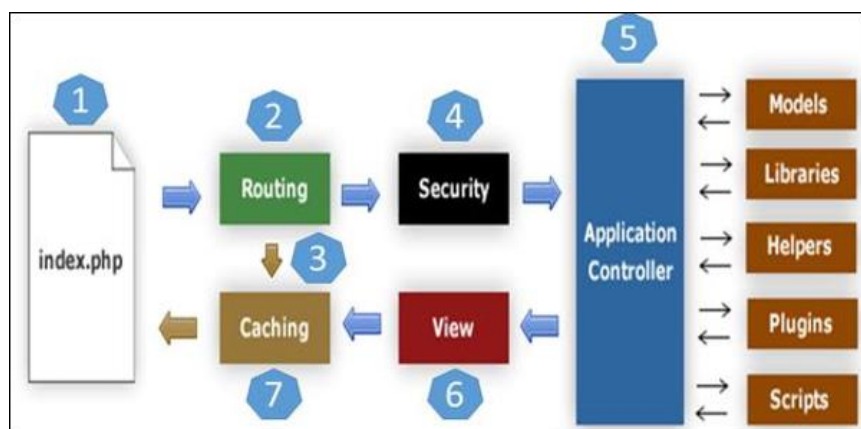 5
1
2
4
Models
Routing
Security
Libraries
index.php
3
Application
Controller
Helpers
Caching
View
Plugins
7
6
Scripts